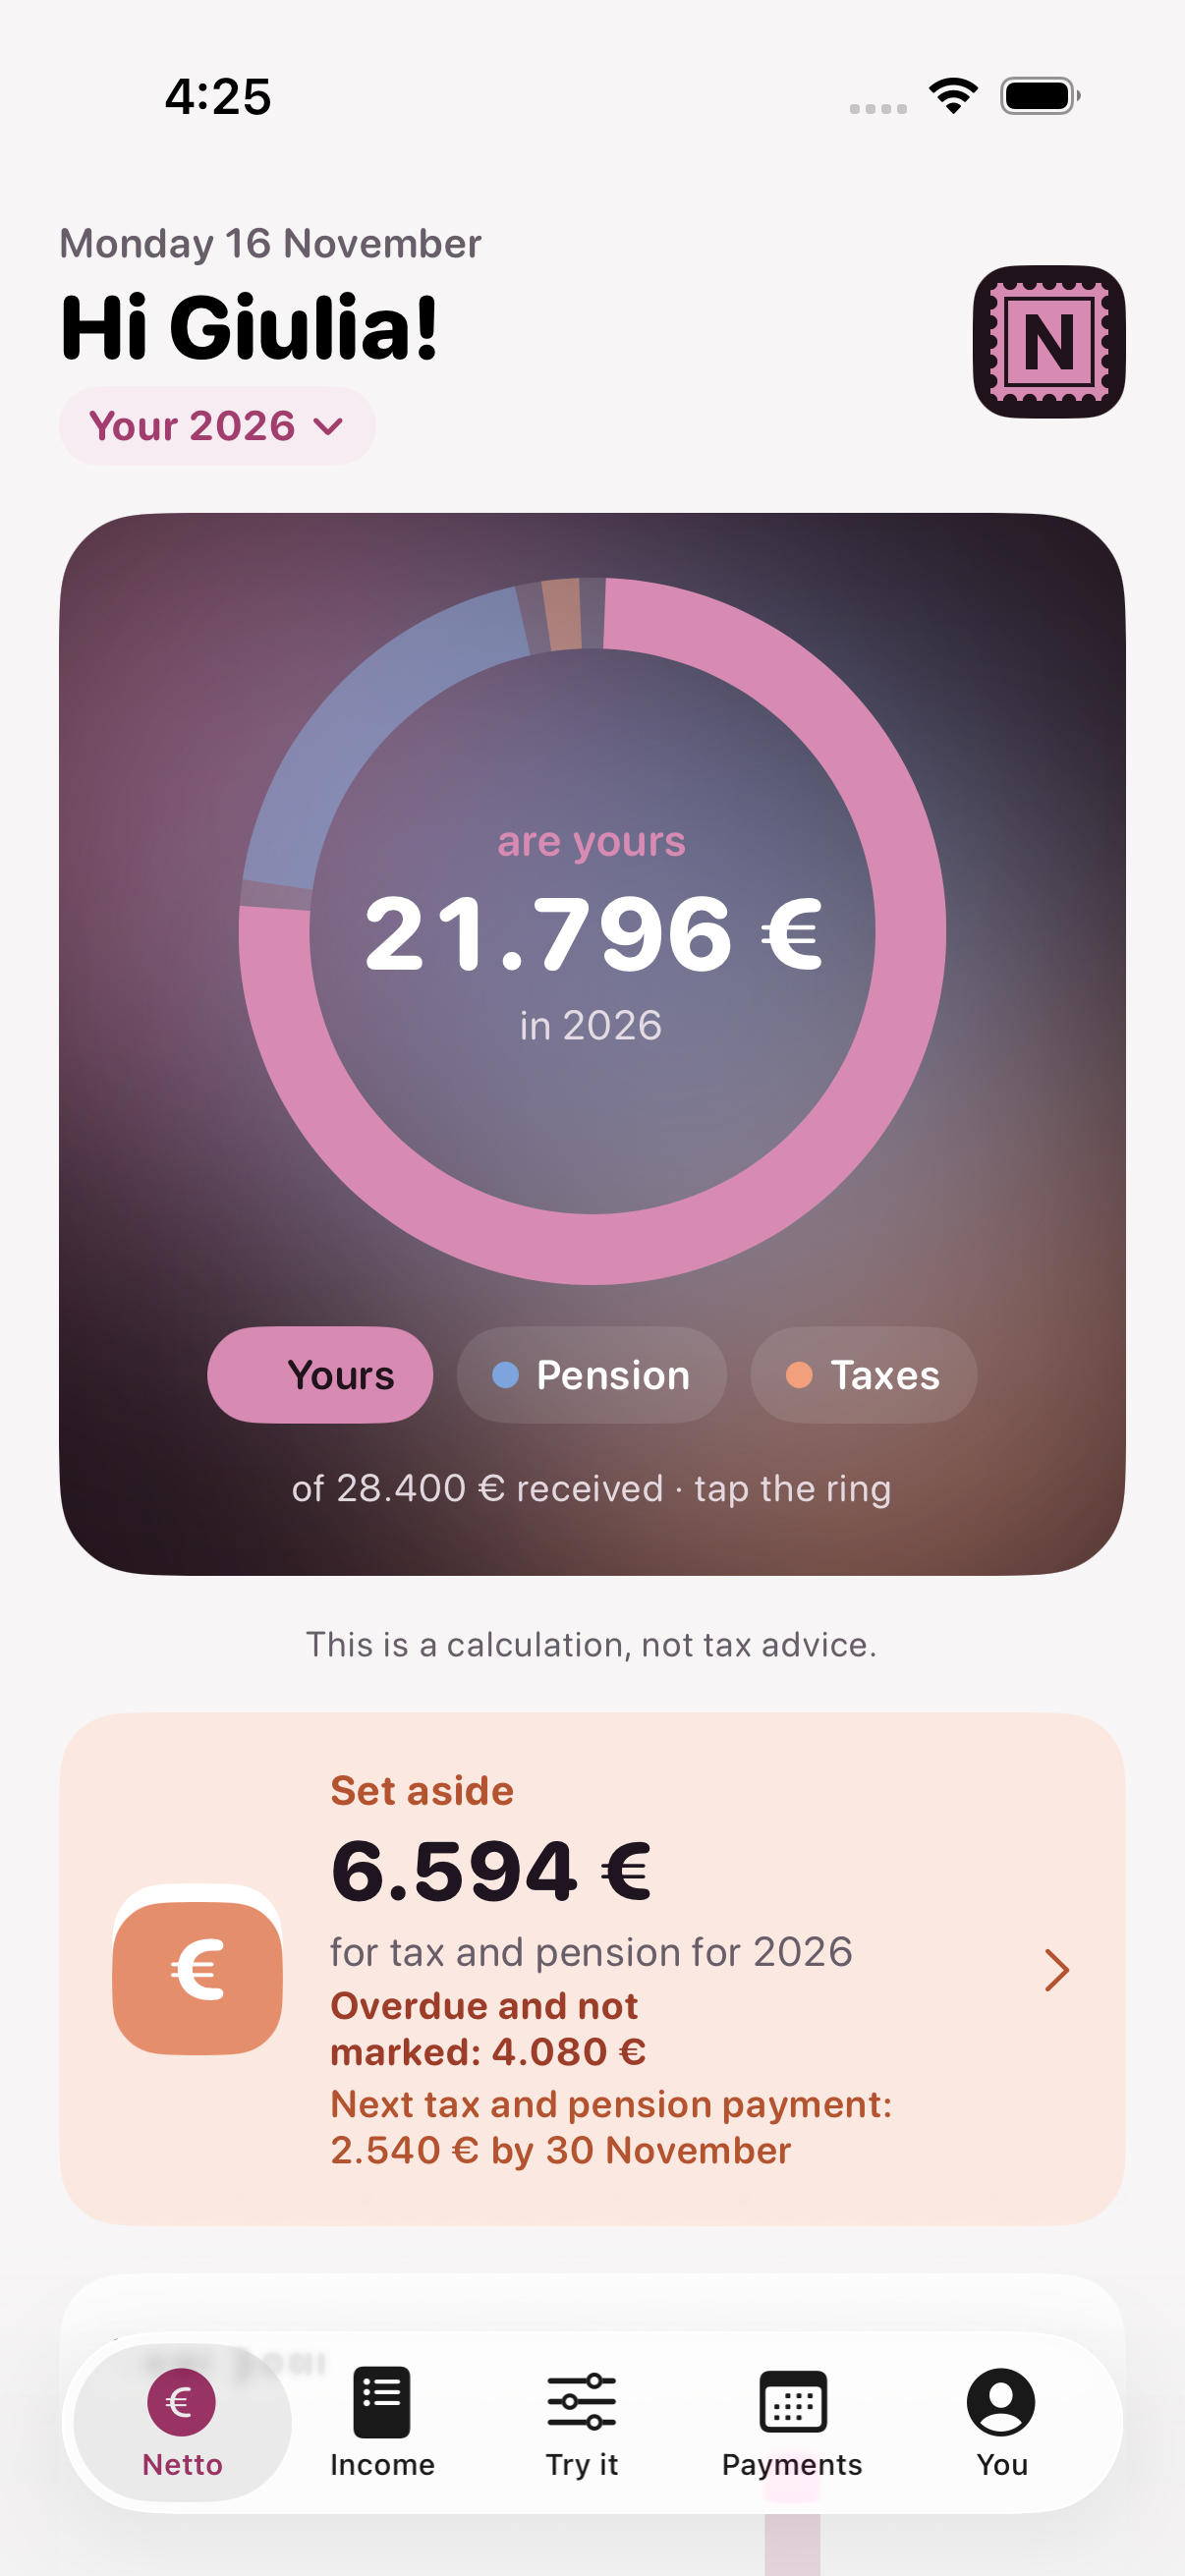 4:25
Monday 16 November
Hi Giulia!
N
Your 2026
are yours
21.796 €
in 2026
Yours
Pension
Taxes
of 28.400 € received · tap the ring
This is a calculation, not tax advice.
Set aside
6.594 €
€
for tax and pension for 2026
Overdue and not
marked: 4.080 €
Next tax and pension payment:
2.540 € by 30 November
€
Netto
Income
Try it
Payments
You